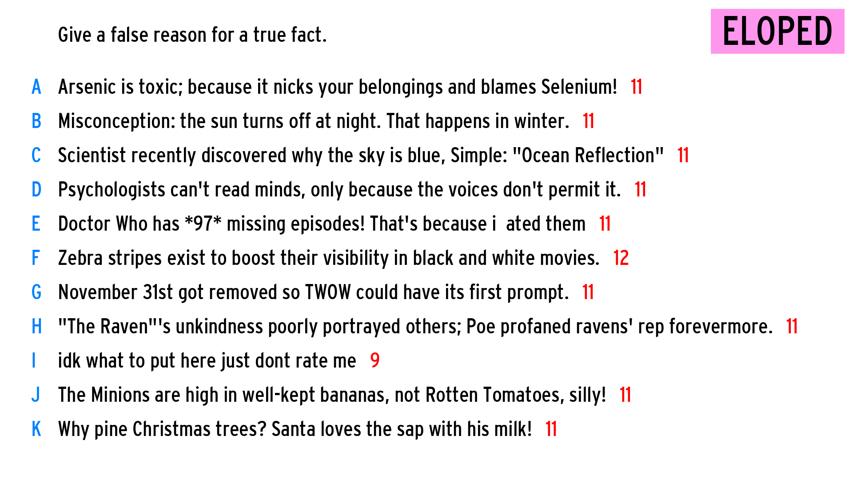 Give a false reason for a true fact.
ELOPED
A Arsenic is toxic; because it nicks your belongings and blames Selenium! 11
B Misconception: the sun turns off at night. That happens in winter. 11
C Scientist recently discovered why the sky is blue, Simple: "Ocean Reflection" 11
D Psychologists can't read minds, only because the voices don't permit it. 11
E Doctor Who has *97* missing episodes! That's because i  ated them 11
F Zebra stripes exist to boost their visibility in black and white movies. 12
G November 31st got removed so TWOW could have its first prompt. 11
H "The Raven"'s unkindness poorly portrayed others; Poe profaned ravens' rep forevermore. 11
I idk what to put here just dont rate me 9
J The Minions are high in well-kept bananas, not Rotten Tomatoes, silly! 11
K Why pine Christmas trees? Santa loves the sap with his milk! 11